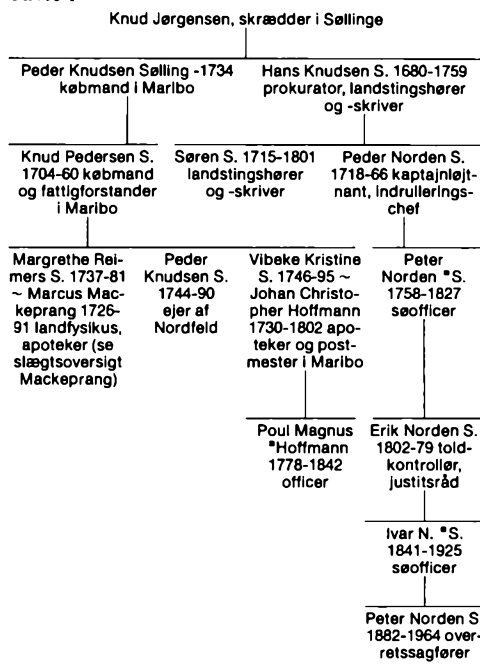 Knud Jørgensen, skrædder i Søllinge
Peder Knudsen Sølling -1734
købmand i Maribo
Hans Knudsen S. 1680-1759
prokurator, landstingshører
og -skriver
Knud Pedersen S.
1704-60 købmand
og fattigforstander
i Maribo
Søren S. 1715-1801
landstingshører
og -skriver
Peder Norden S.
1718-66 kaptajnløjt-
nant, indrullerings-
chef
Margrethe Rei-
mers S. 1737-81
~ Marcus Mac-
keprang 1726-
91 landfysikus,
apoteker (se
slægtsoversigt
Mackeprang)
Peder
Knudsen S.
1744-90
ejer af
Nordfeld
Vibeke Kristine
S. 1746-95 ~
Johan Christo-
pher Hoffmann
1730-1802 apo-
teker og post-
mester i Maribo
Peter
Norden *S.
1758-1827
søofficer
Poul Magnus
*Hoffmann
1778-1842
officer
Erik Norden S.
1802-79 told-
kontrollør,
justitsråd
Ivar N. *S.
1841-1925
søofficer
Peter Norden S
1882-1964 over-
retssagfører